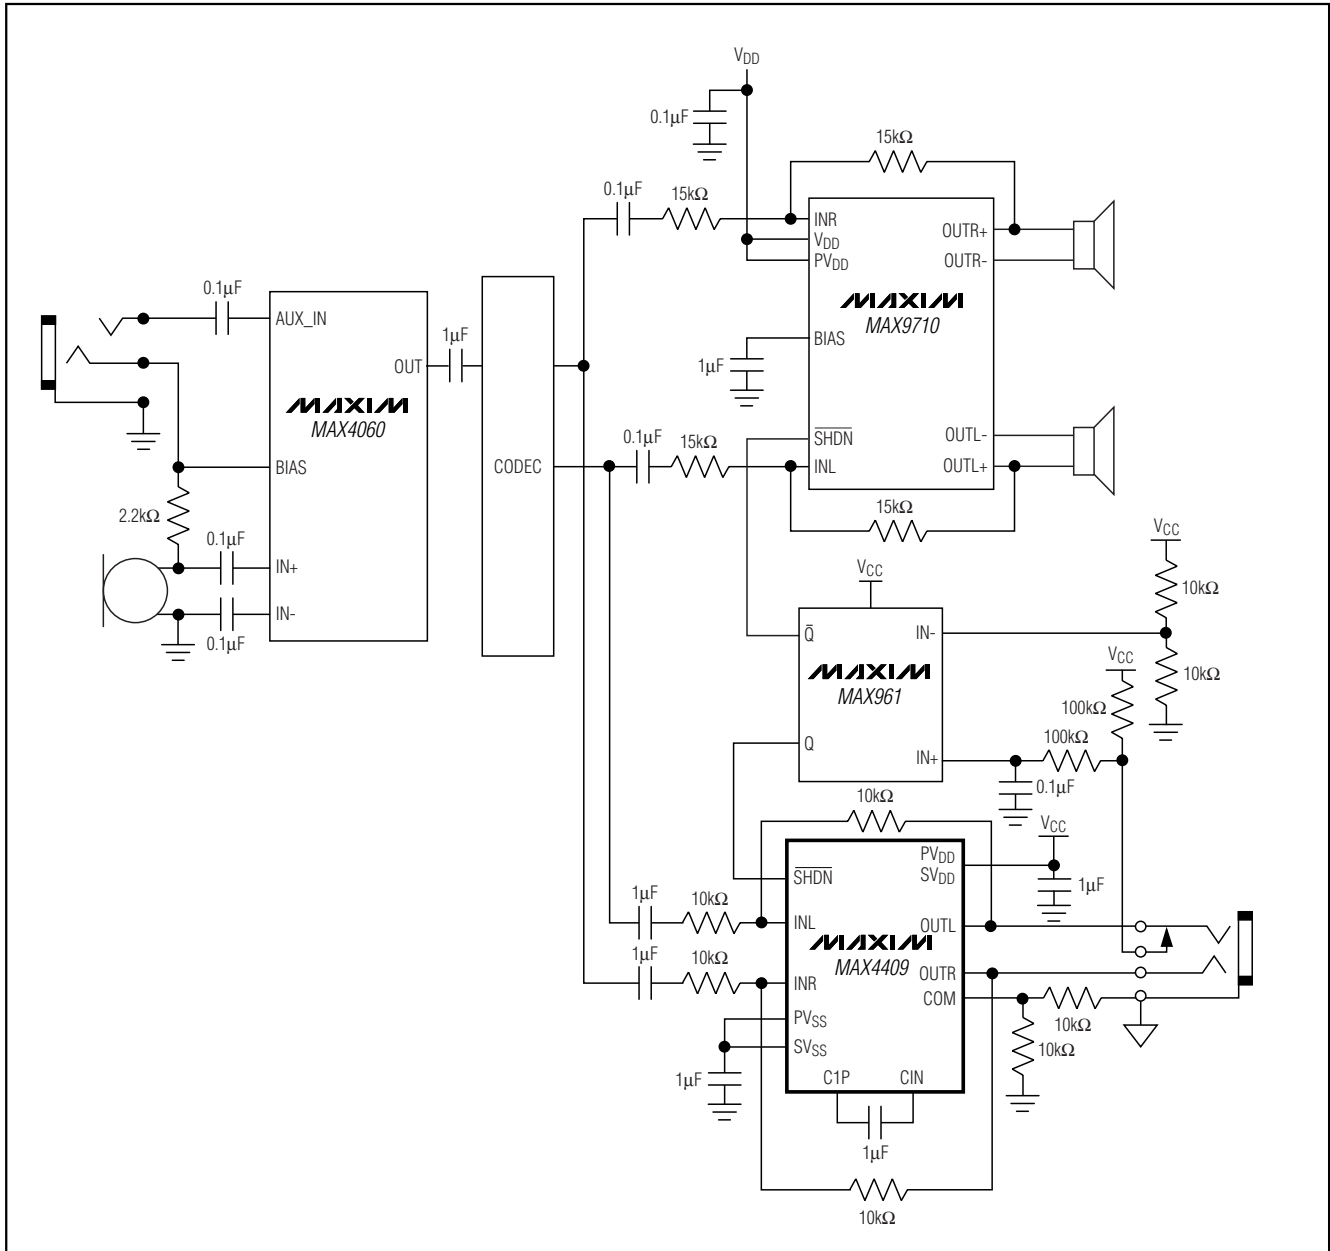 VDD
0.1µF
15kΩ
0.1µF
15kΩ
INR
VDD
PVDD
OUTR+
OUTR-
MAXIM
MAX9710
BIAS
1µF
SHDN
INL
OUTL-
OUTL+
0.1µF
15kΩ
15kΩ
0.1µF
AUX_IN
OUT
1µF
MAXIM
MAX4060
BIAS
2.2kΩ
0.1µF
IN+
IN-
0.1µF
CODEC
VCC
Q̄
IN-
MAXIM
MAX961
Q
IN+
VCC
10kΩ
10kΩ
VCC
100kΩ
100kΩ
0.1µF
10kΩ
VCC
PVDD
SVDD
1µF
SHDN
1µF
10kΩ
INL
OUTL
MAXIM
MAX4409
1µF
10kΩ
INR
OUTR
COM
PVSS
SVSS
10kΩ
10kΩ
1µF
C1P
CIN
1µF
10kΩ